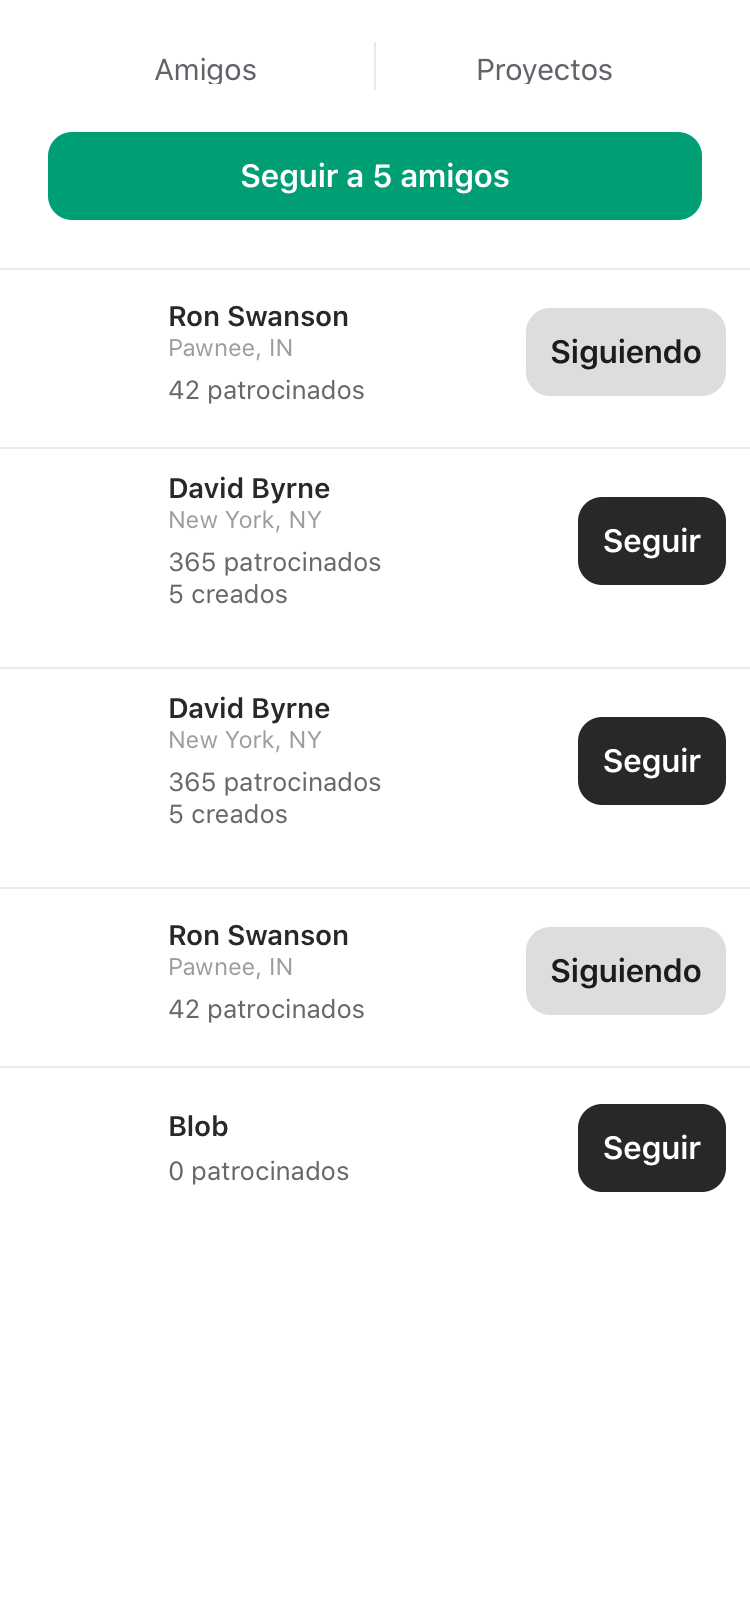 Amigos
Proyectos
Seguir a 5 amigos
Ron Swanson
Pawnee, IN
42 patrocinados
Siguiendo
David Byrne
New York, NY
365 patrocinados
5 creados
Seguir
David Byrne
New York, NY
365 patrocinados
5 creados
Seguir
Ron Swanson
Pawnee, IN
42 patrocinados
Siguiendo
Blob
0 patrocinados
Seguir